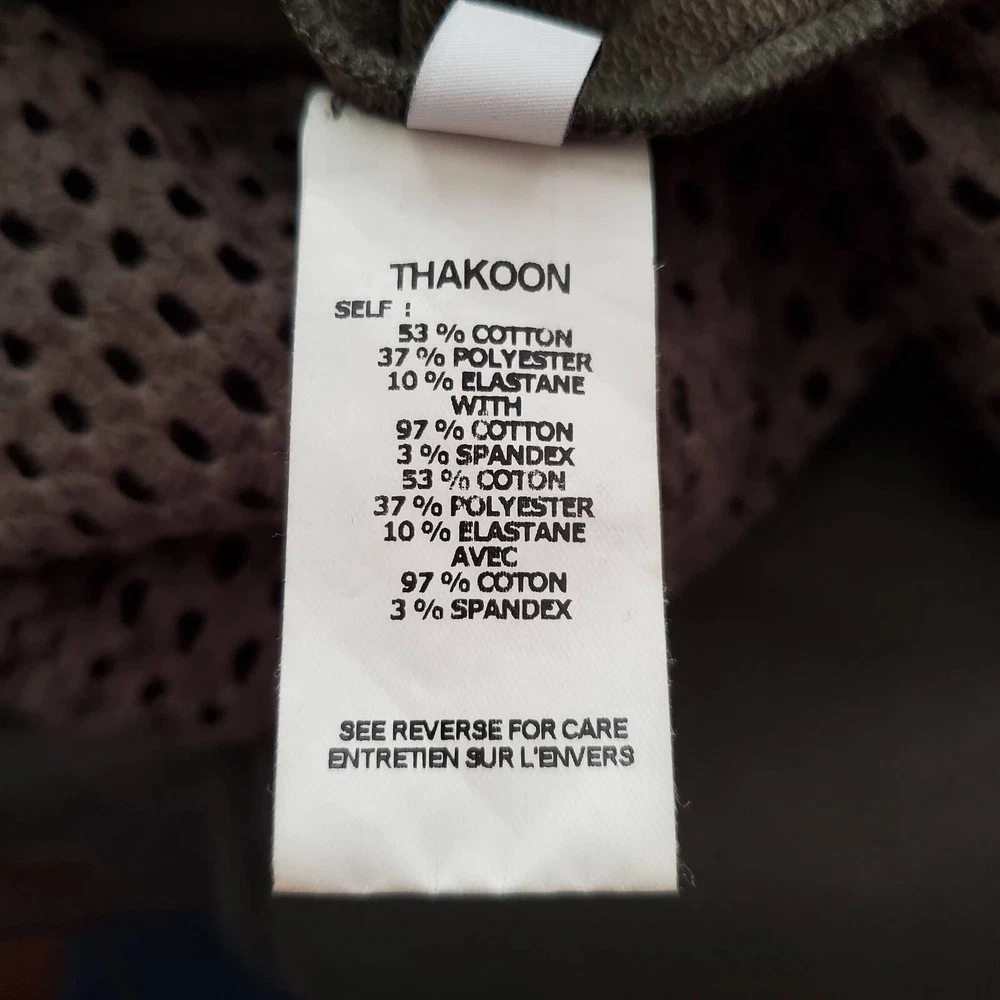 THAKOON
SELF :
53 % COTTON
37 % POLYESTER
10 % ELASTANE
WITH
97 % COTTON
3 % SPANDEX
53 % COTON
37 % POLYESTER
10 % ELASTANE
AVEC
97 % COTON
3 % SPANDEX
SEE REVERSE FOR CARE
ENTRETIEN SUR L'ENVERS